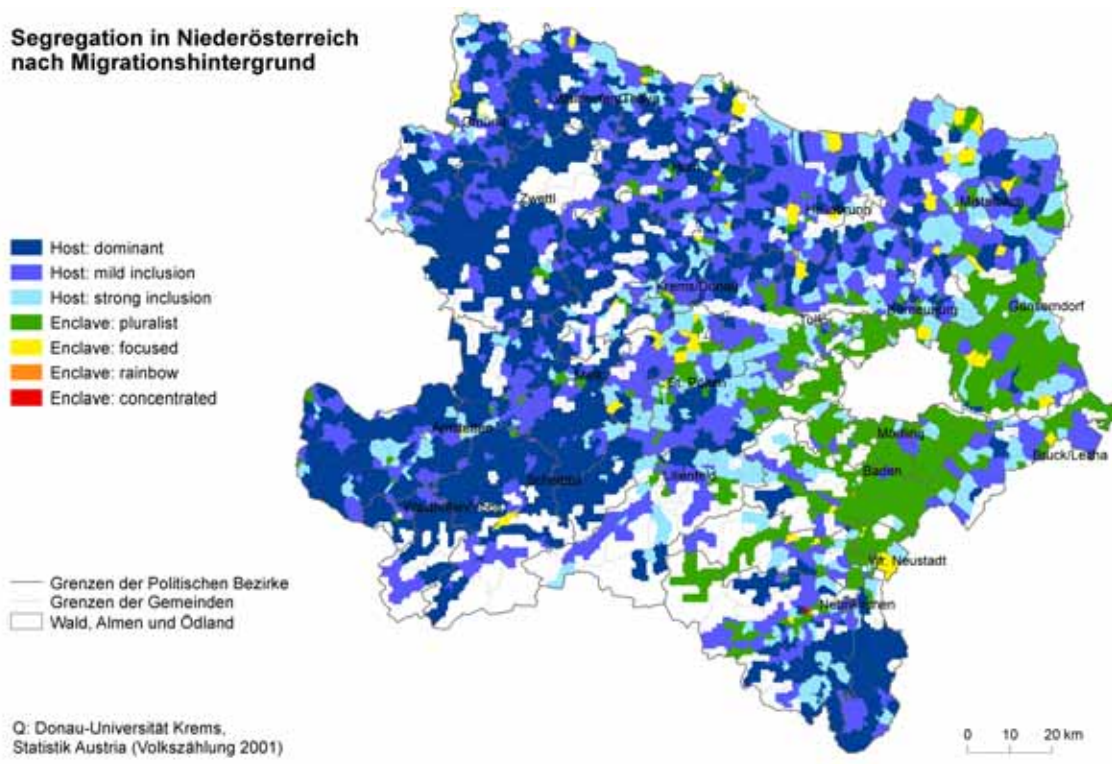 Segregation in Niederösterreich
nach Migrationshintergrund
Host: dominant
Host: mild inclusion
Host: strong inclusion
Enclave: pluralist
Enclave: focused
Enclave: rainbow
Enclave: concentrated
Grenzen der Politischen Bezirke
Grenzen der Gemeinden
Wald, Almen und Ödland
Q: Donau-Universität Krems,
Statistik Austria (Volkszählung 2001)
Gmünd
Zwettl
Mistelbach
Krems/Donau
Tulln
Korneuburg
Gänserndorf
St. Pölten
Melk
Amstetten
Mödling
Bruck/Leitha
Baden
Scheibbs
Lilienfeld
Wr. Neustadt
Neunkirchen
0 10 20 km